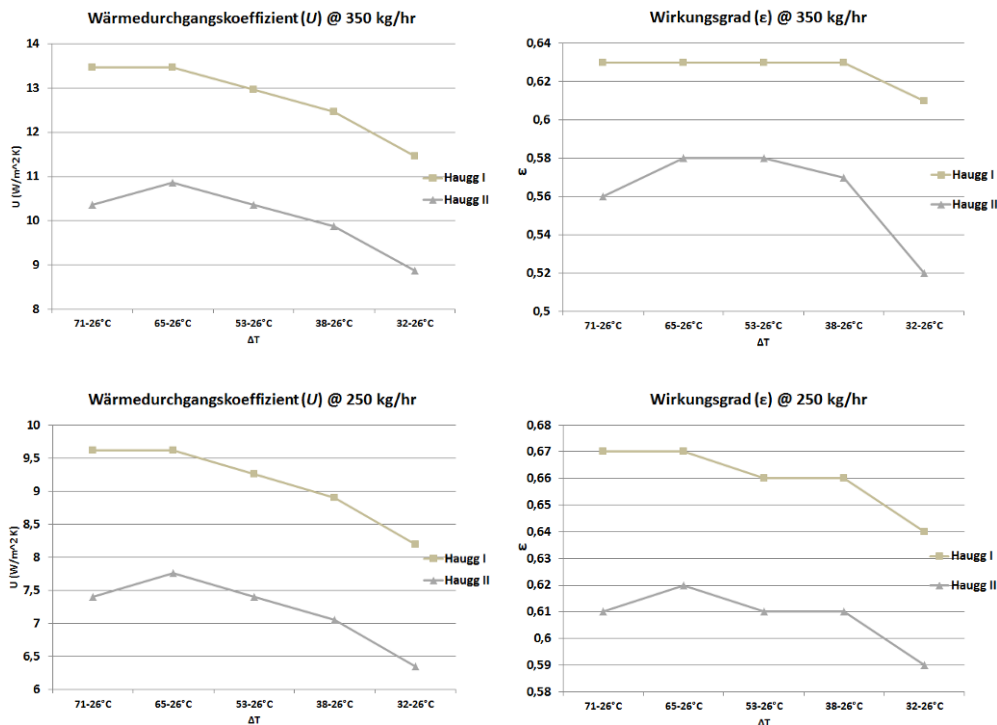 Wärmedurchgangskoeffizient (U) @ 350 kg/hr
14
13
12
11
10
9
8
U (W/m^2 K)
71-26°C 65-26°C 53-26°C 38-26°C 32-26°C
ΔT
Haugg I
Haugg II
Wirkungsgrad (ε) @ 350 kg/hr
0,64
0,62
0,6
0,58
0,56
0,54
0,52
0,5
ε
71-26°C 65-26°C 53-26°C 38-26°C 32-26°C
ΔT
Haugg I
Haugg II
Wärmedurchgangskoeffizient (U) @ 250 kg/hr
10
9,5
9
8,5
8
7,5
7
6,5
6
U (W/m^2 K)
71-26°C 65-26°C 53-26°C 38-26°C 32-26°C
ΔT
Haugg I
Haugg II
Wirkungsgrad (ε) @ 250 kg/hr
0,68
0,67
0,66
0,65
0,64
0,63
0,62
0,61
0,6
0,59
0,58
ε
71-26°C 65-26°C 53-26°C 38-26°C 32-26°C
ΔT
Haugg I
Haugg II